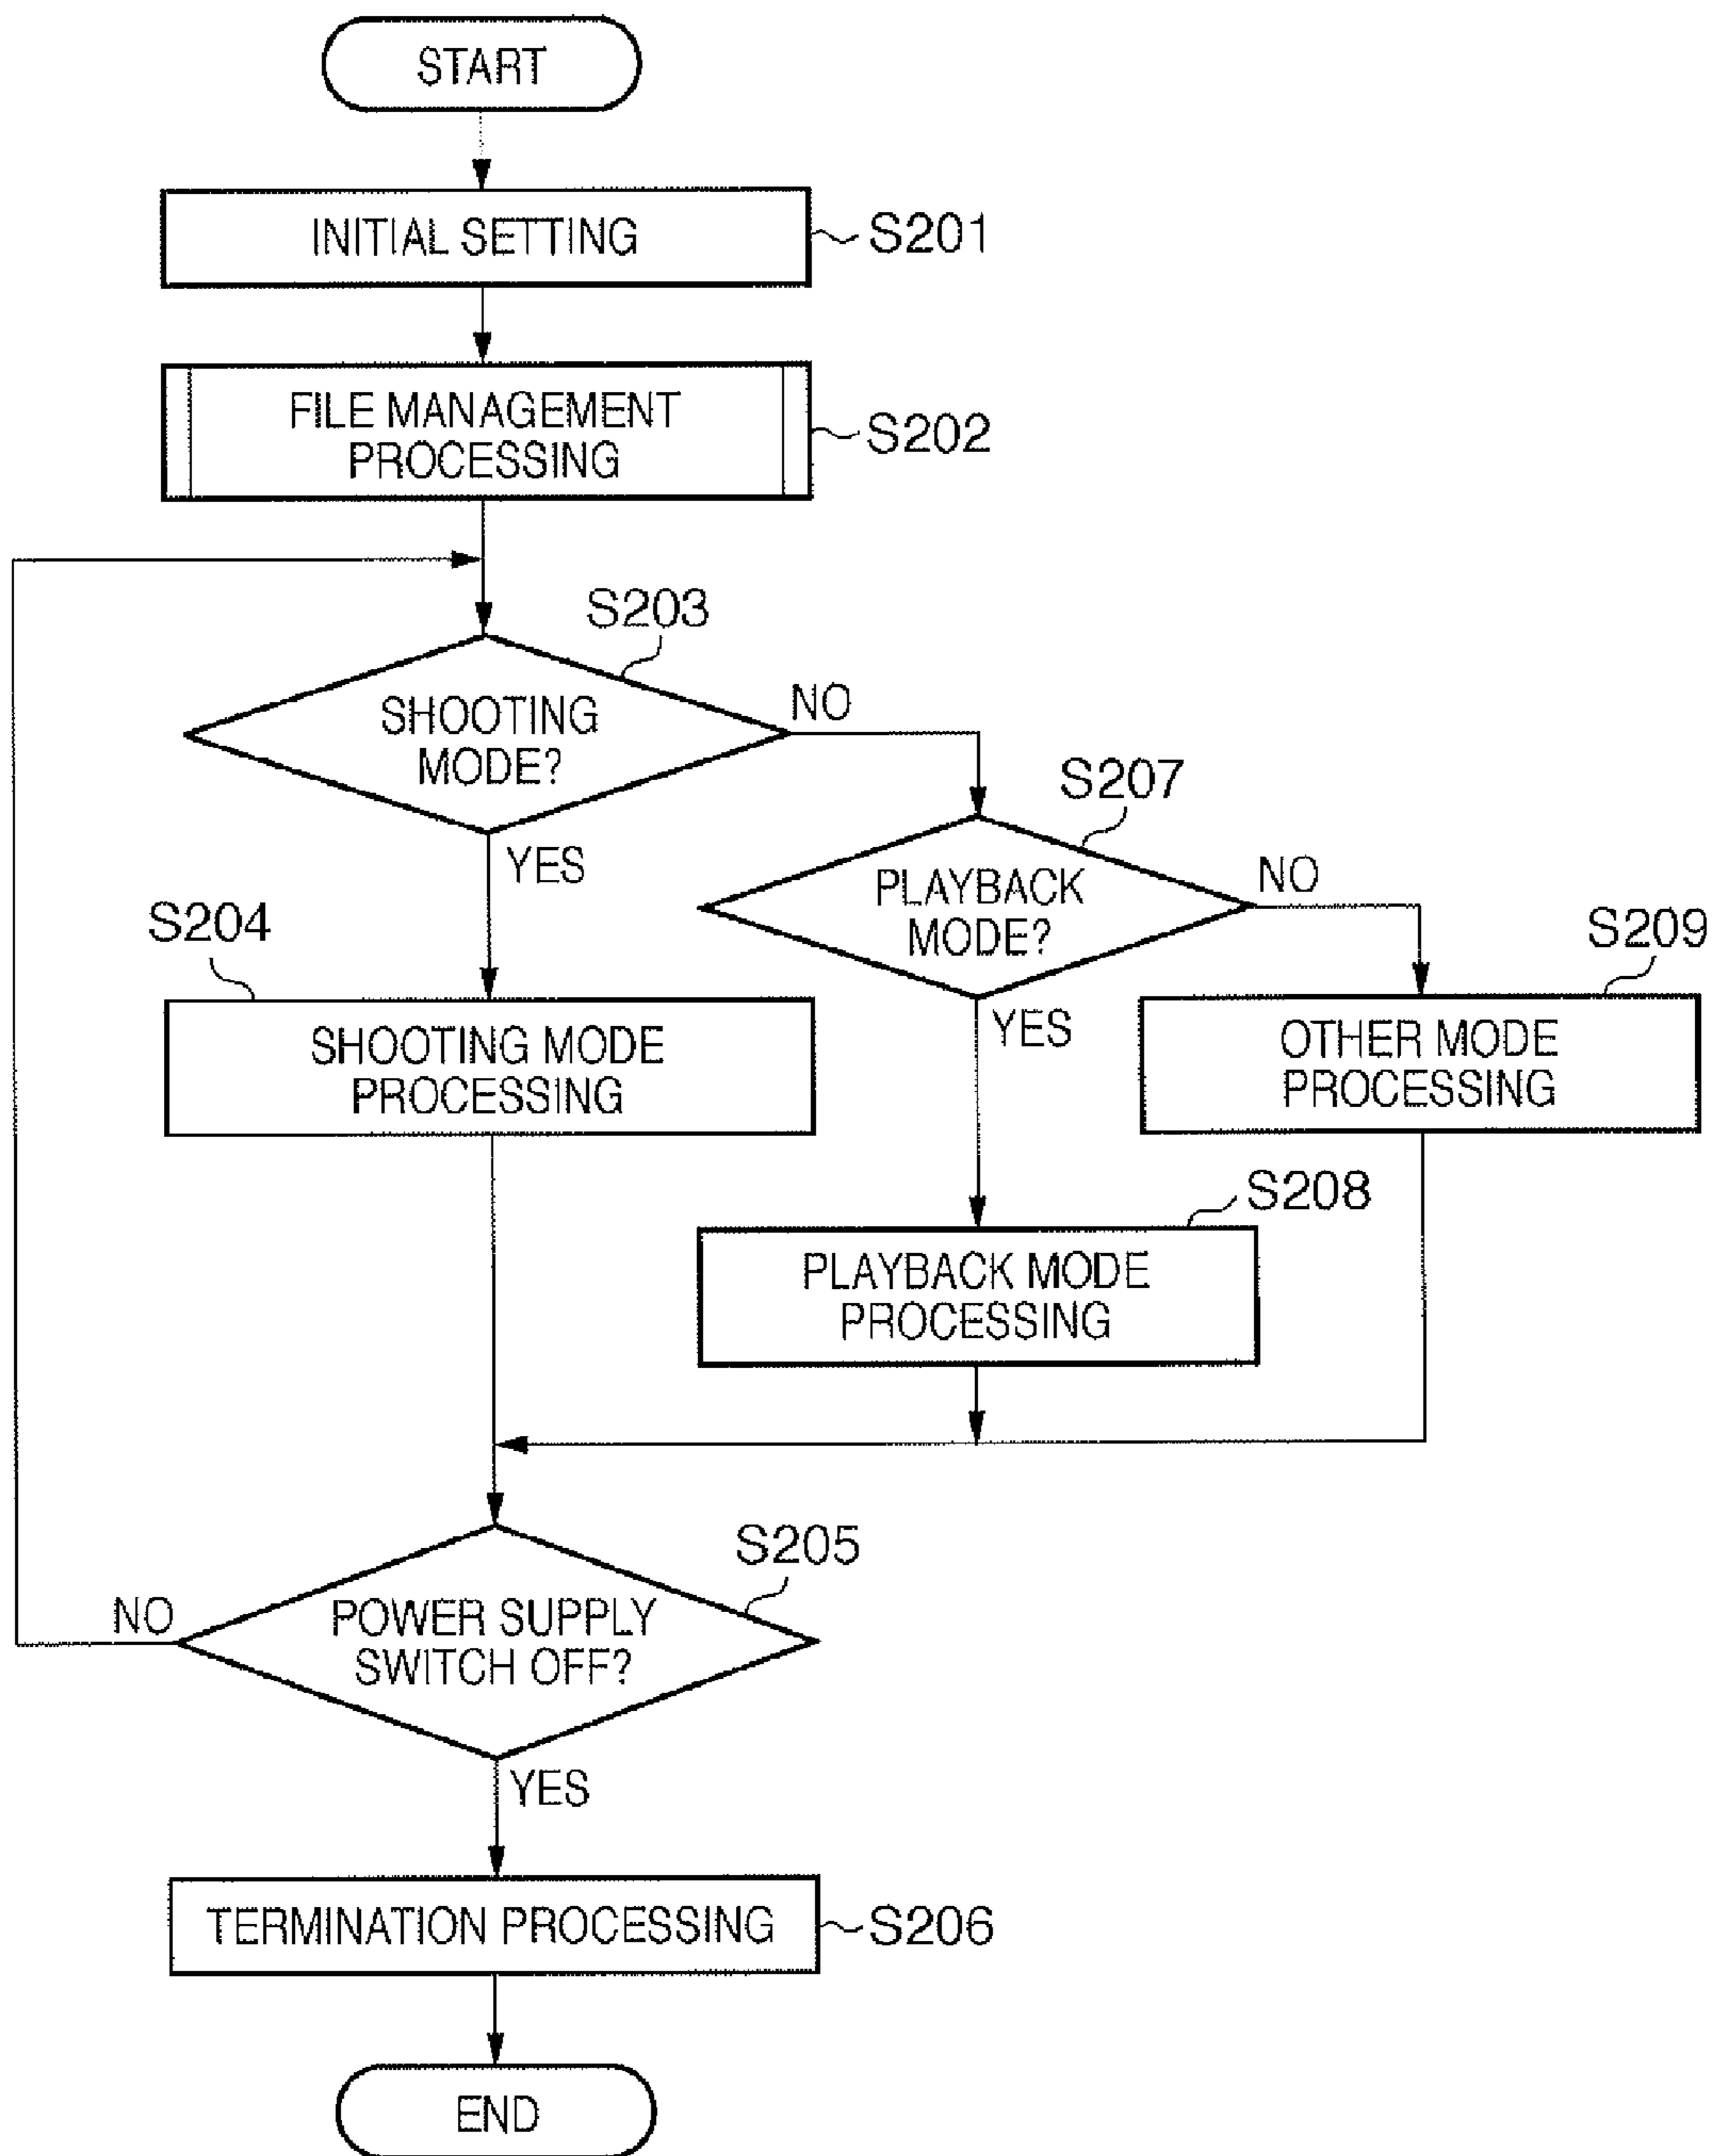 START
INITIAL SETTING
S201
FILE MANAGEMENT
PROCESSING
S202
S203
SHOOTING
MODE?
NO
YES
S207
PLAYBACK
MODE?
NO
YES
S204
SHOOTING MODE
PROCESSING
S209
OTHER MODE
PROCESSING
S208
PLAYBACK MODE
PROCESSING
S205
POWER SUPPLY
SWITCH OFF?
NO
YES
TERMINATION PROCESSING
S206
END